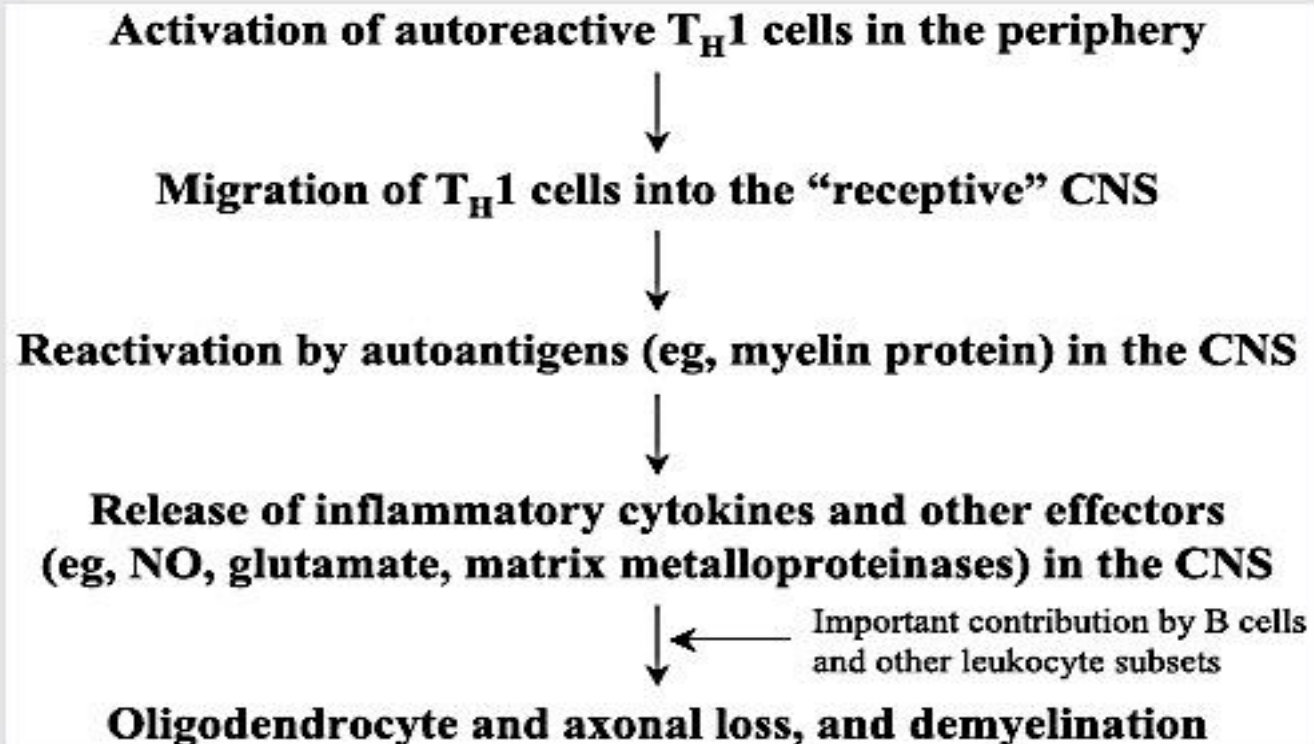 Activation of autoreactive T_H1 cells in the periphery
Migration of T_H1 cells into the “receptive” CNS
Reactivation by autoantigens (eg, myelin protein) in the CNS
Release of inflammatory cytokines and other effectors
(eg, NO, glutamate, matrix metalloproteinases) in the CNS
Important contribution by B cells
and other leukocyte subsets
Oligodendrocyte and axonal loss, and demyelination